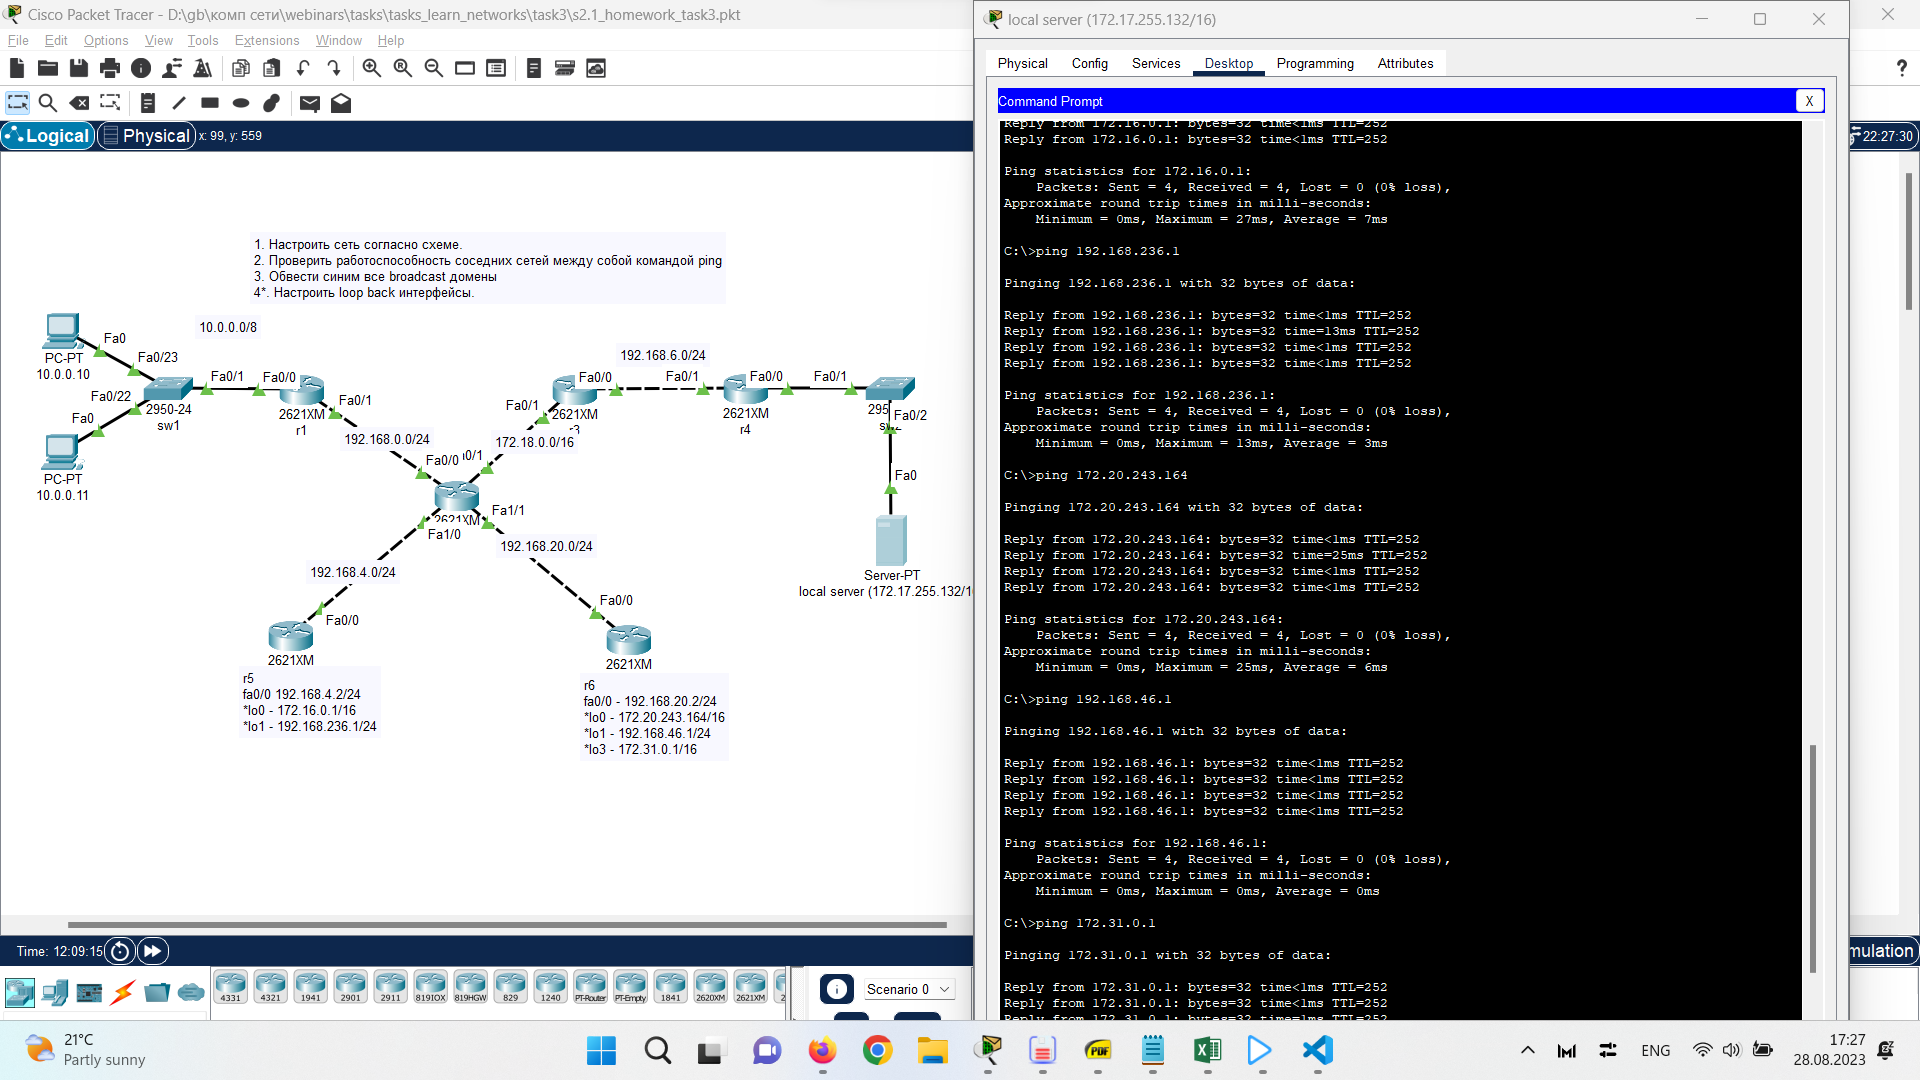 Cisco Packet Tracer - D:\gb\комп сети\webinars\tasks\tasks_learn_networks\task3\s2.1_homework_task3.pkt
File Edit Options View Tools Extensions Window Help
?
Logical Physical x: 99, y: 559
22:27:30
1. Настроить сеть согласно схеме.
2. Проверить работоспособность соседних сетей между собой командой ping
3. Обвести синим все broadcast домены
4*. Настроить loop back интерфейсы.
10.0.0.0/8
Fa0
PC-PT
10.0.0.10
Fa0/23
Fa0/22
Fa0
PC-PT
10.0.0.11
2950-24
sw1
Fa0/1
Fa0/0
2621XM
r1
Fa0/1
192.168.0.0/24
Fa0/0
Fa1/1
Fa1/0
2621XM
172.18.0.0/16
Fa0/1
2621XM
Fa0/0
192.168.6.0/24
Fa0/1
Fa0/0
2621XM
r4
Fa0/1
Fa0/2
Fa0
Server-PT
local server (172.17.255.132/1
192.168.4.0/24
192.168.20.0/24
Fa0/0
2621XM
r5
fa0/0 192.168.4.2/24
*lo0 - 172.16.0.1/16
*lo1 - 192.168.236.1/24
Fa0/0
2621XM
r6
fa0/0 - 192.168.20.2/24
*lo0 - 172.20.243.164/16
*lo1 - 192.168.46.1/24
*lo3 - 172.31.0.1/16
Time: 12:09:15
4331 4321 1941 2901 2911 819IOX 819HGW 829 1240 PT-Router PT-Empty 1841 2620XM 2621XM 2
Scenario 0
mulation
local server (172.17.255.132/16)
Physical Config Services Desktop Programming Attributes
Command Prompt
X
Reply from 172.16.0.1: bytes=32 time<1ms TTL=252
Reply from 172.16.0.1: bytes=32 time<1ms TTL=252
Ping statistics for 172.16.0.1:
Packets: Sent = 4, Received = 4, Lost = 0 (0% loss),
Approximate round trip times in milli-seconds:
Minimum = 0ms, Maximum = 27ms, Average = 7ms
C:\>ping 192.168.236.1
Pinging 192.168.236.1 with 32 bytes of data:
Reply from 192.168.236.1: bytes=32 time<1ms TTL=252
Reply from 192.168.236.1: bytes=32 time=13ms TTL=252
Reply from 192.168.236.1: bytes=32 time<1ms TTL=252
Reply from 192.168.236.1: bytes=32 time<1ms TTL=252
Ping statistics for 192.168.236.1:
Packets: Sent = 4, Received = 4, Lost = 0 (0% loss),
Approximate round trip times in milli-seconds:
Minimum = 0ms, Maximum = 13ms, Average = 3ms
C:\>ping 172.20.243.164
Pinging 172.20.243.164 with 32 bytes of data:
Reply from 172.20.243.164: bytes=32 time<1ms TTL=252
Reply from 172.20.243.164: bytes=32 time=25ms TTL=252
Reply from 172.20.243.164: bytes=32 time<1ms TTL=252
Reply from 172.20.243.164: bytes=32 time<1ms TTL=252
Ping statistics for 172.20.243.164:
Packets: Sent = 4, Received = 4, Lost = 0 (0% loss),
Approximate round trip times in milli-seconds:
Minimum = 0ms, Maximum = 25ms, Average = 6ms
C:\>ping 192.168.46.1
Pinging 192.168.46.1 with 32 bytes of data:
Reply from 192.168.46.1: bytes=32 time<1ms TTL=252
Reply from 192.168.46.1: bytes=32 time<1ms TTL=252
Reply from 192.168.46.1: bytes=32 time<1ms TTL=252
Reply from 192.168.46.1: bytes=32 time<1ms TTL=252
Ping statistics for 192.168.46.1:
Packets: Sent = 4, Received = 4, Lost = 0 (0% loss),
Approximate round trip times in milli-seconds:
Minimum = 0ms, Maximum = 0ms, Average = 0ms
C:\>ping 172.31.0.1
Pinging 172.31.0.1 with 32 bytes of data:
Reply from 172.31.0.1: bytes=32 time<1ms TTL=252
Reply from 172.31.0.1: bytes=32 time<1ms TTL=252
Reply from 172.31.0.1: bytes=32 time=1ms TTL=252
21°C
Partly sunny
PDF
ENG
17:27
28.08.2023